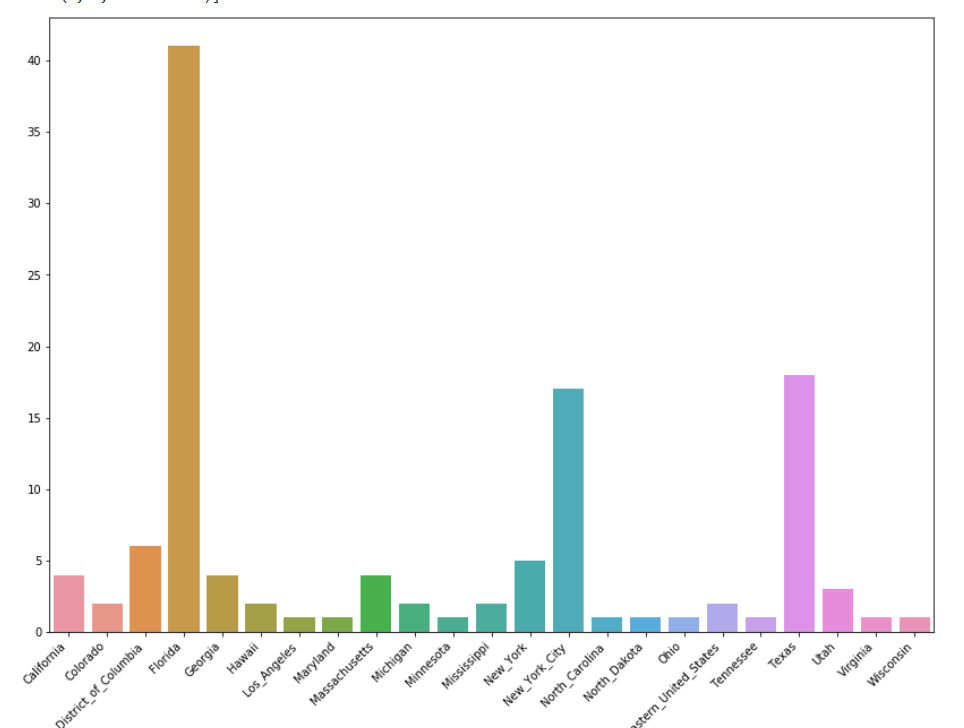 40
35
30
25
20
15
10
5
0
California
Colorado
District_of_Columbia
Florida
Georgia
Hawaii
Los_Angeles
Maryland
Massachusetts
Michigan
Minnesota
Mississippi
New_York
New_York_City
North_Carolina
North_Dakota
Ohio
stern_United_States
Tennessee
Texas
Utah
Virginia
Wisconsin